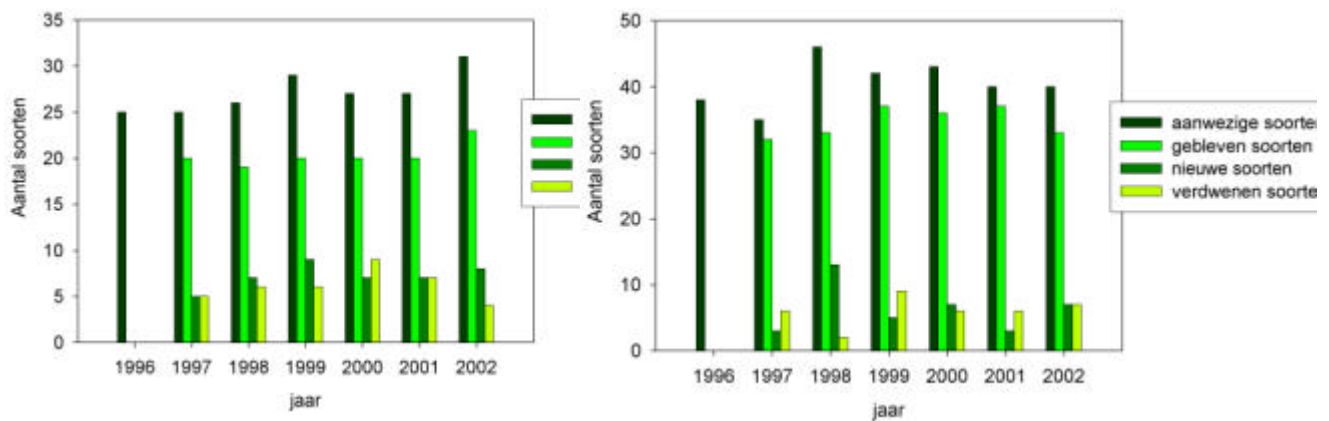 35
30
25
20
15
10
5
0
Aantal soorten
1996 1997 1998 1999 2000 2001 2002
jaar
50
40
30
20
10
0
Aantal soorten
1996 1997 1998 1999 2000 2001 2002
jaar
aanwezige soorten
gebleven soorten
nieuwe soorten
verdwenen soorte